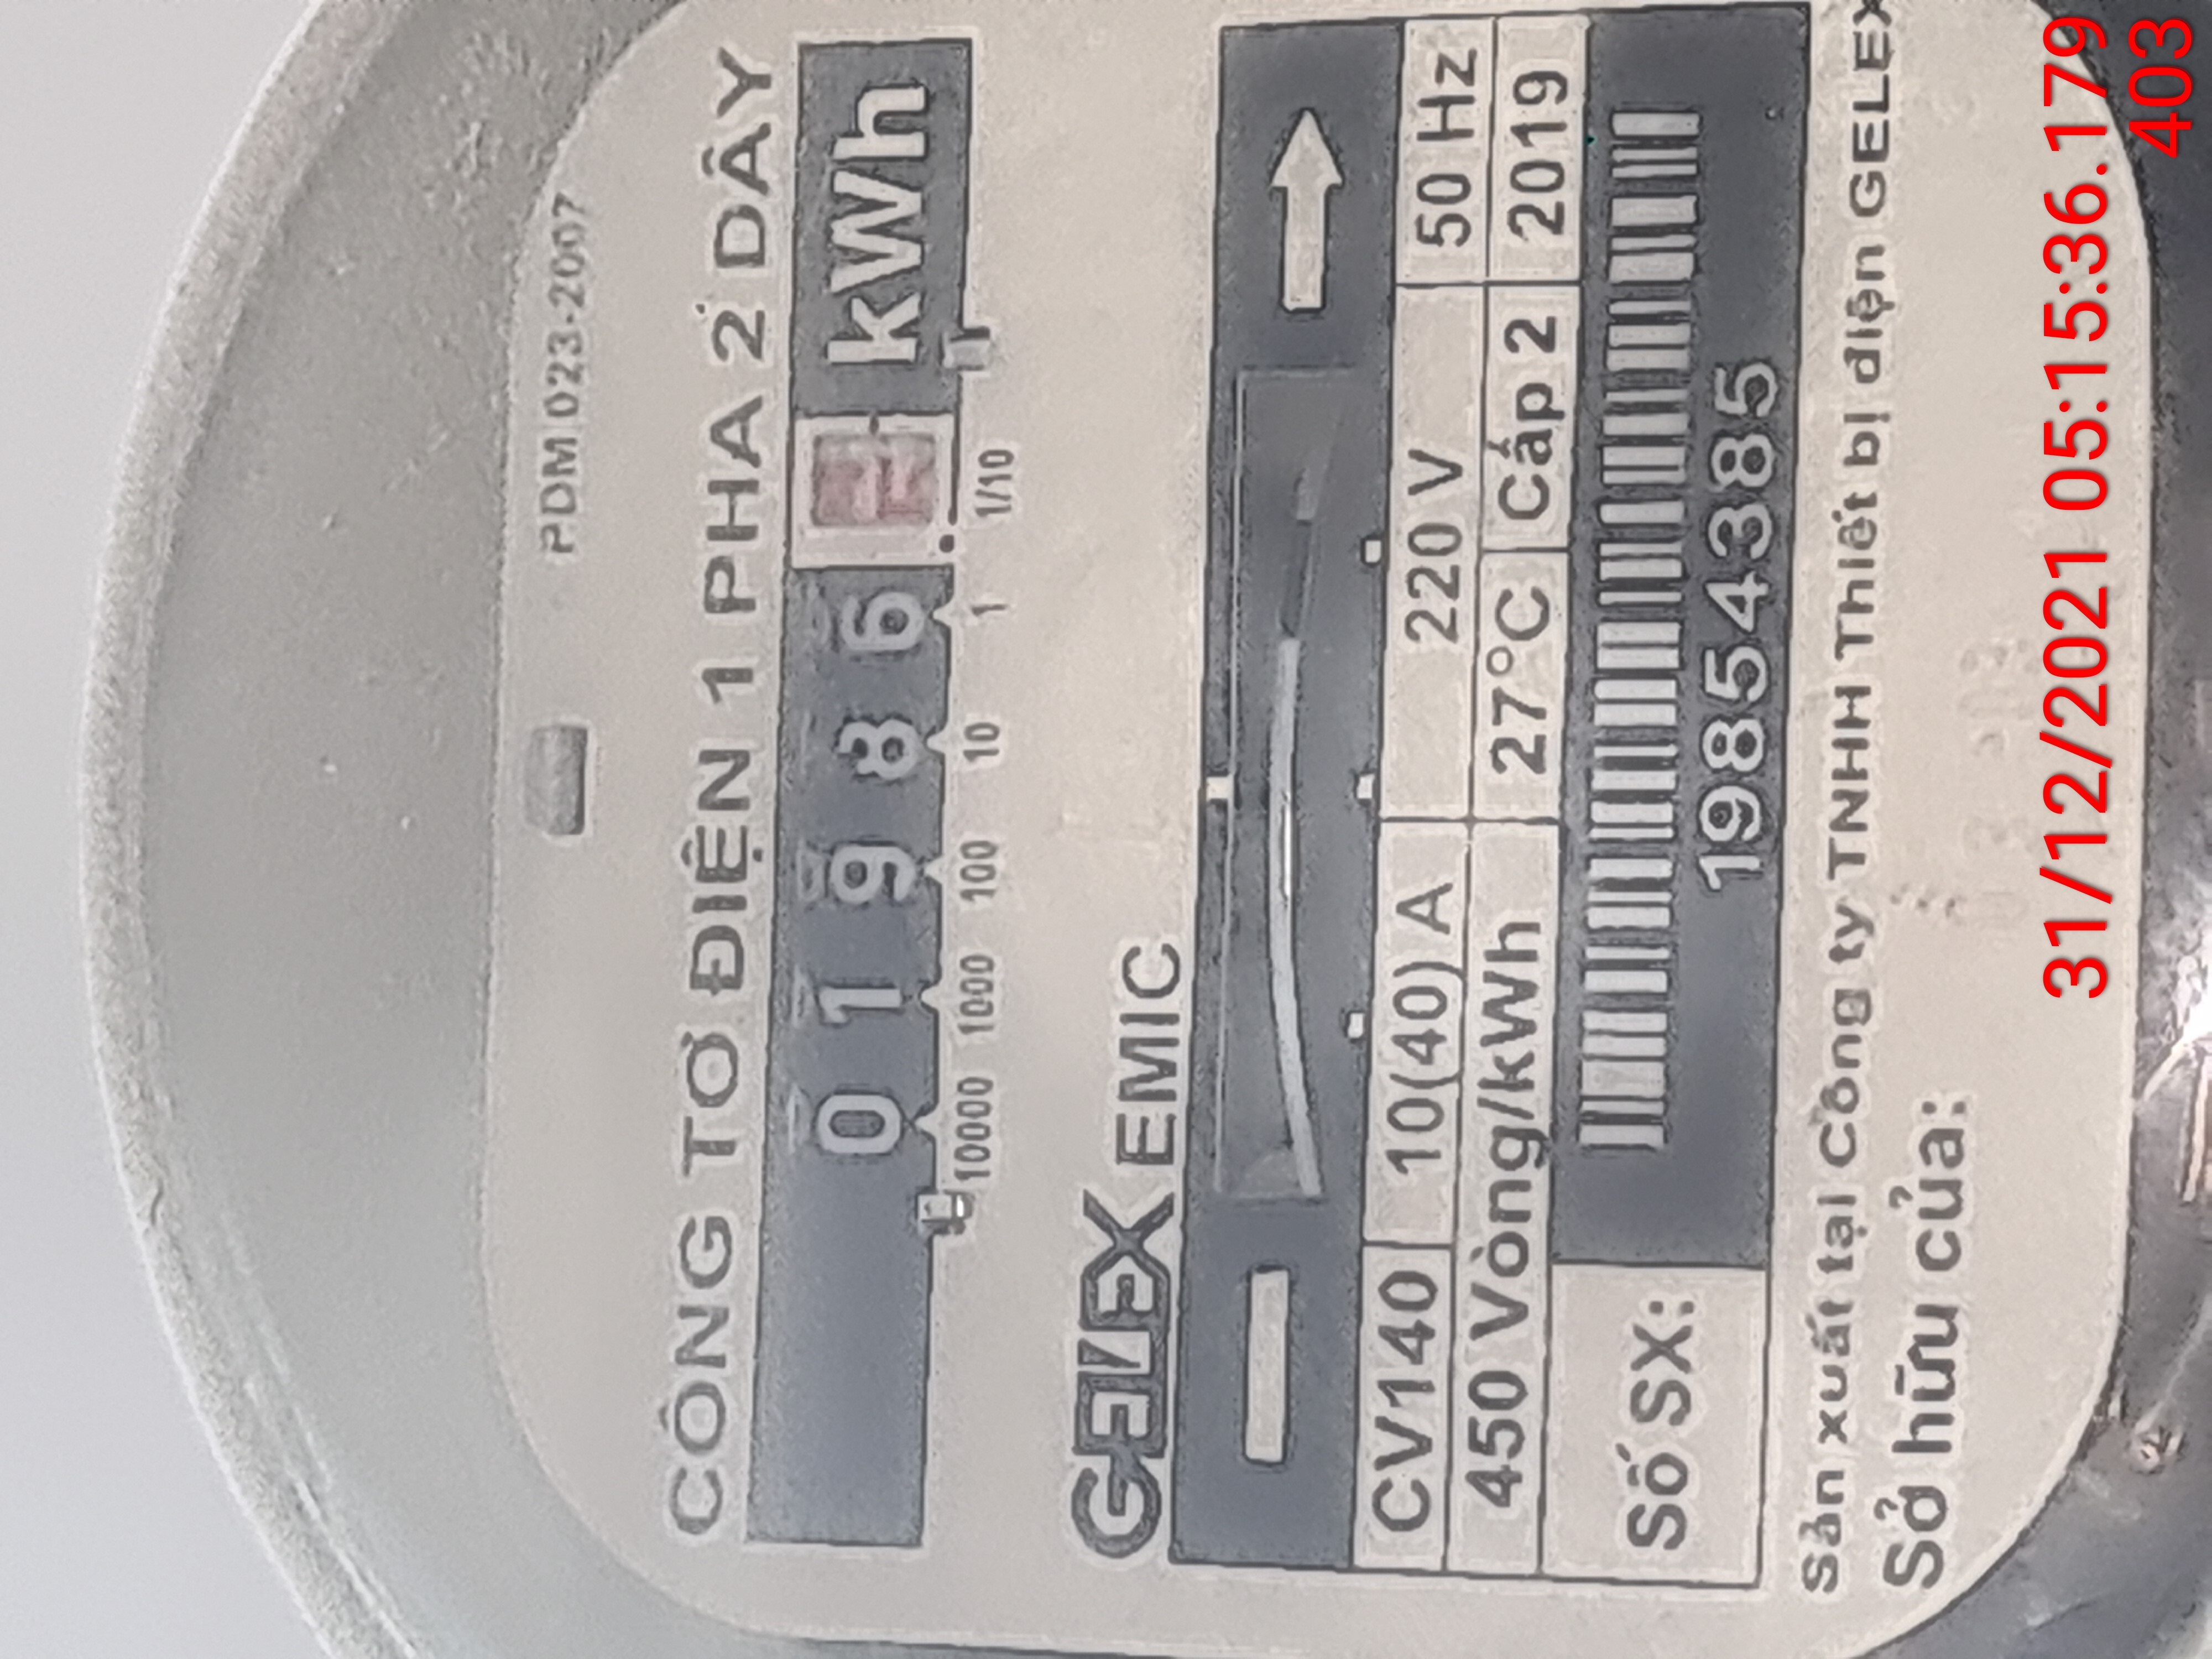 PDM 023-2007
CÔNG TƠ ĐIỆN 1 PHA 2 DÂY
0 1 9 8 6 kWh
10000 1000 100 10 1 1/10
GELEX EMIC
CV140 10(40) A 220 V 50 Hz
450 Vòng/kWh 27°C Cấp 2 2019
Số SX:
19854385
Sản xuất tại Công ty TNHH Thiết bị điện GELEX
Sở hữu của:
31/12/2021 05:15:36.179
403